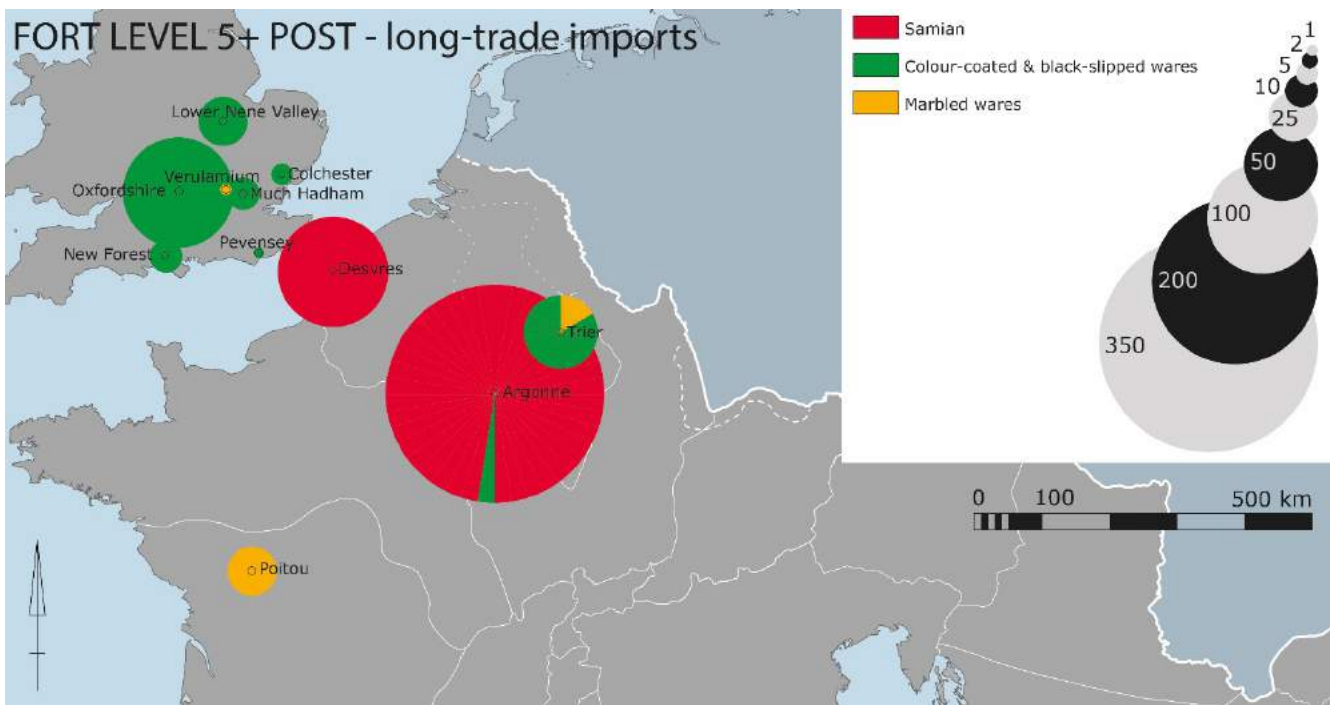 FORT LEVEL 5+ POST - long-trade imports
Samian
Colour-coated & black-slipped wares
Marbled wares
1
2
5
10
25
50
100
200
350
Lower Nene Valley
Verulamium
Colchester
Oxfordshire
Much Hadham
New Forest
Pevensey
Desvres
Trier
Argonne
Poitou
0 100 500 km